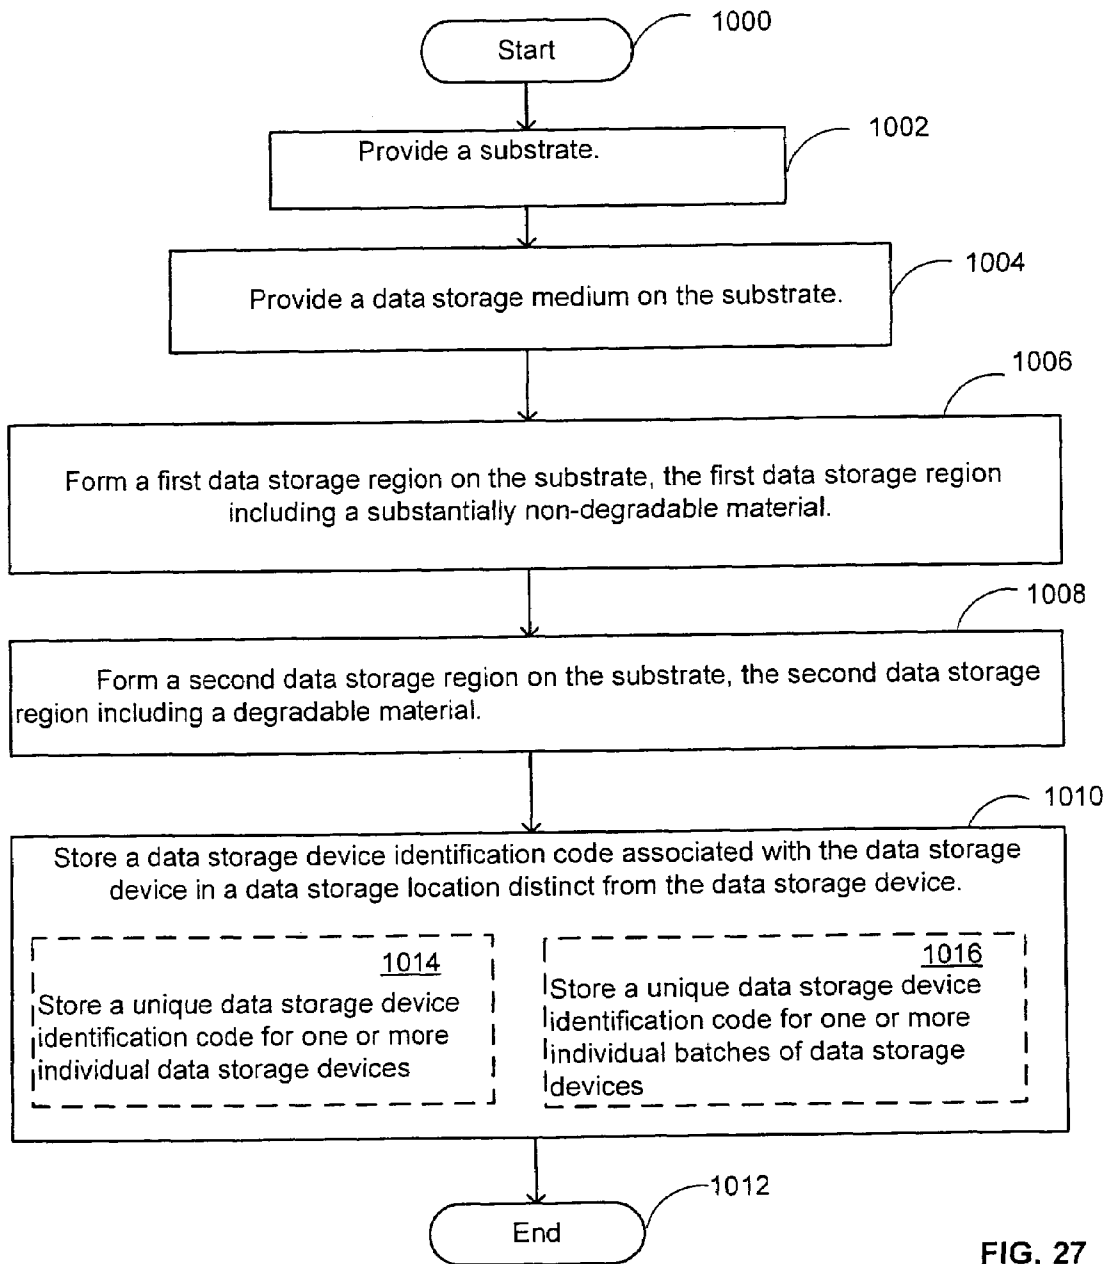 Start
1000
Provide a substrate.
1002
Provide a data storage medium on the substrate.
1004
1006
Form a first data storage region on the substrate, the first data storage region
including a substantially non-degradable material.
1008
Form a second data storage region on the substrate, the second data storage
region including a degradable material.
1010
Store a data storage device identification code associated with the data storage
device in a data storage location distinct from the data storage device.
1014
Store a unique data storage device
identification code for one or more
individual data storage devices
1016
Store a unique data storage device
identification code for one or more
individual batches of data storage
devices
1012
End
FIG. 27